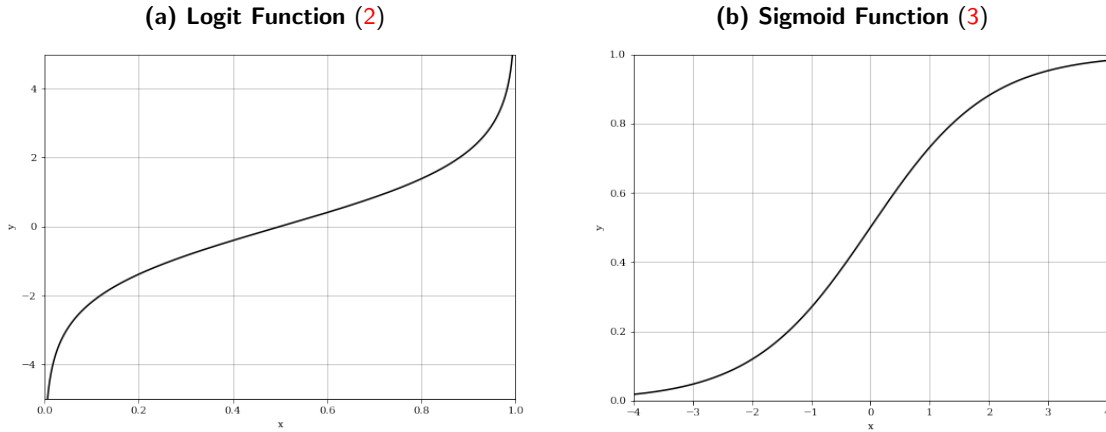 (a) Logit Function (2)
4
2
0
−2
−4
y
0.0 0.2 0.4 0.6 0.8 1.0
x
(b) Sigmoid Function (3)
1.0
0.8
0.6
0.4
0.2
0.0
y
−4 −3 −2 −1 0 1 2 3 4
x